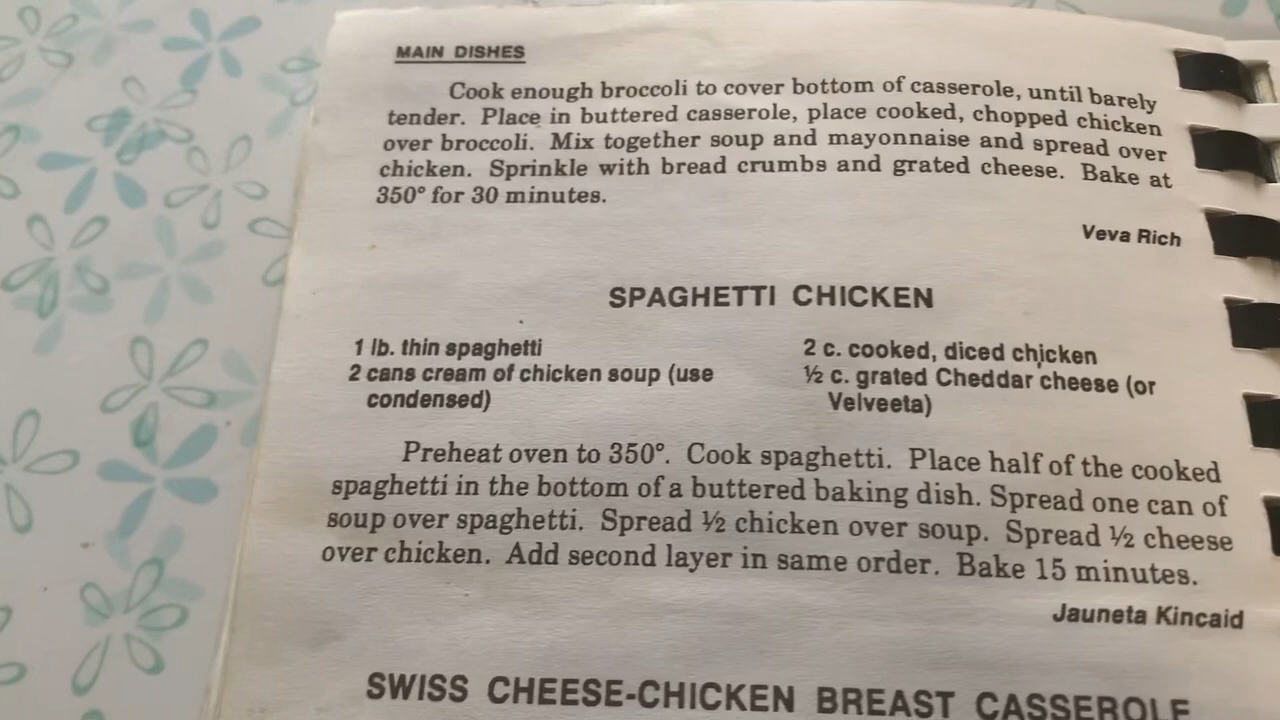 MAIN DISHES
Cook enough broccoli to cover bottom of casserole, until barely
tender. Place in buttered casserole, place cooked, chopped chicken
over broccoli. Mix together soup and mayonnaise and spread over
chicken. Sprinkle with bread crumbs and grated cheese. Bake at
350° for 30 minutes.
Veva Rich
SPAGHETTI CHICKEN
1 lb. thin spaghetti
2 cans cream of chicken soup (use
condensed)
2 c. cooked, diced chicken
½ c. grated Cheddar cheese (or
Velveeta)
Preheat oven to 350°. Cook spaghetti. Place half of the cooked
spaghetti in the bottom of a buttered baking dish. Spread one can of
soup over spaghetti. Spread ½ chicken over soup. Spread ½ cheese
over chicken. Add second layer in same order. Bake 15 minutes.
Jauneta Kincaid
SWISS CHEESE-CHICKEN BREAST CASSEROLE